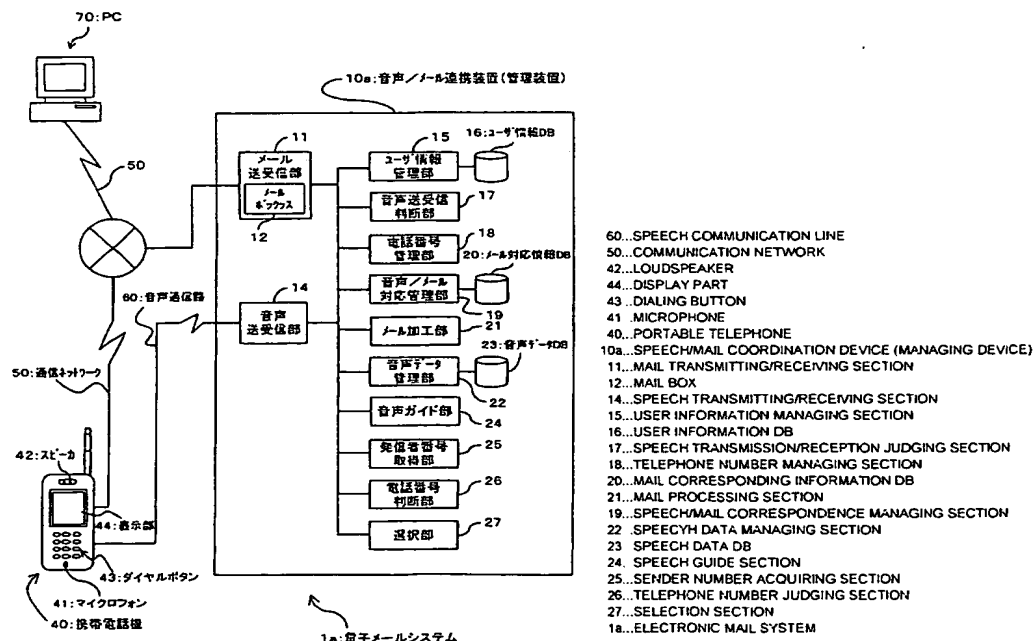 70:PC
10a:音声/メール連携装置(管理装置)
11
15
16:ユーザ情報DB
メール
送受信部
メール
ボックス
ユーザ情報
管理部
50
12
17
音声送受信
判断部
18
電話番号
管理部
20:メール対応情報DB
60:音声通信路
14
音声
送受信部
音声/メール
対応管理部
19
メール加工部
21
23:音声データDB
音声データ
管理部
22
50:通信ネットワーク
音声ガイド部
24
発信者番号
取得部
25
42:スピーカ
電話番号
判断部
26
44:表示部
選択部
27
43:ダイヤルボタン
41:マイクロフォン
40:携帯電話機
1a:電子メールシステム
60...SPEECH COMMUNICATION LINE
50...COMMUNICATION NETWORK
42...LOUDSPEAKER
44...DISPLAY PART
43...DIALING BUTTON
41...MICROPHONE
40...PORTABLE TELEPHONE
10a...SPEECH/MAIL COORDINATION DEVICE (MANAGING DEVICE)
11...MAIL TRANSMITTING/RECEIVING SECTION
12...MAIL BOX
14...SPEECH TRANSMITTING/RECEIVING SECTION
15...USER INFORMATION MANAGING SECTION
16...USER INFORMATION DB
17...SPEECH TRANSMISSION/RECEPTION JUDGING SECTION
18...TELEPHONE NUMBER MANAGING SECTION
20...MAIL CORRESPONDING INFORMATION DB
21...MAIL PROCESSING SECTION
19...SPEECH/MAIL CORRESPONDENCE MANAGING SECTION
22 SPEECYH DATA MANAGING SECTION
23 SPEECH DATA DB
24. SPEECH GUIDE SECTION
25...SENDER NUMBER ACQUIRING SECTION
26...TELEPHONE NUMBER JUDGING SECTION
27...SELECTION SECTION
1a...ELECTRONIC MAIL SYSTEM